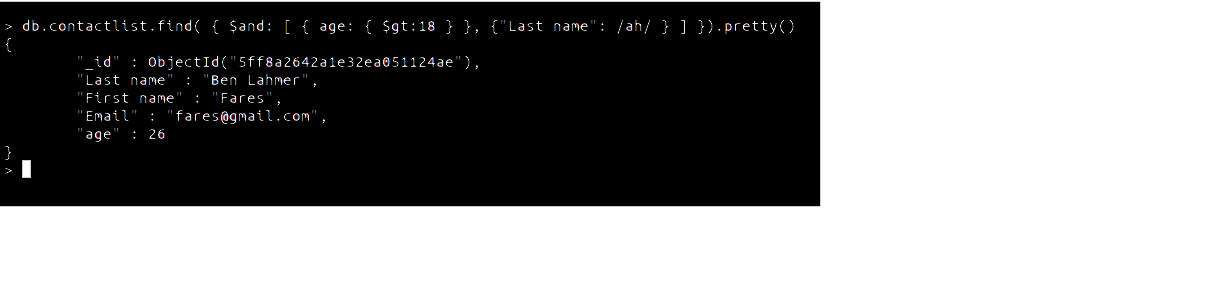 > db.contactlist.find( { $and: [ { age: { $gt:18 } }, {"Last name": /ah/ } ] }).pretty()
{
"_id" : ObjectId("5ff8a2642a1e32ea051124ae"),
"Last name" : "Ben Lahmer",
"First name" : "Fares",
"Email" : "fares@gmail.com",
"age" : 26
}
>